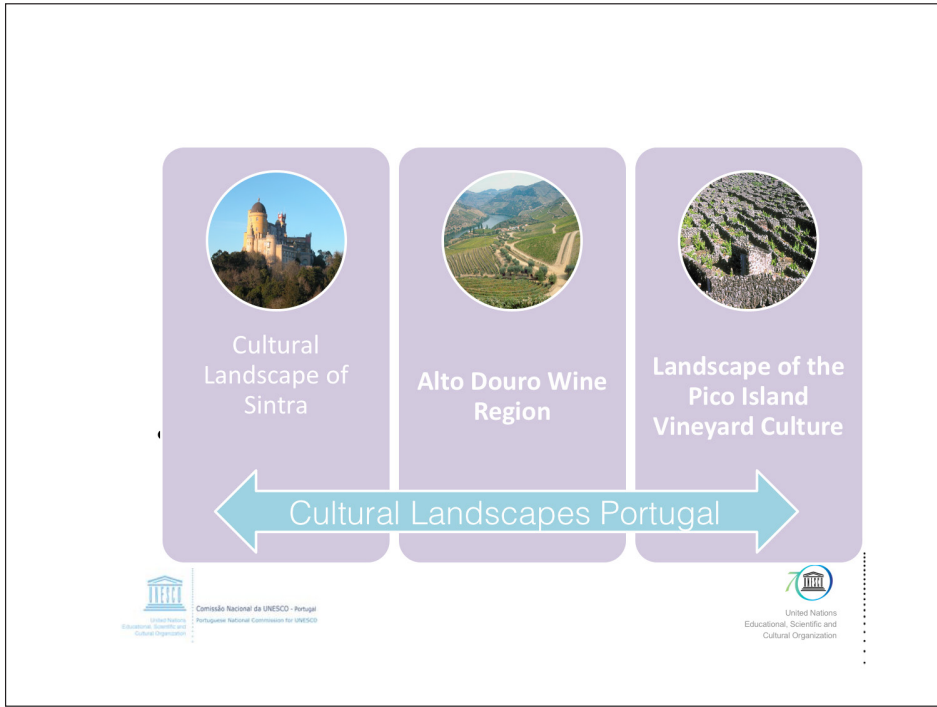 Cultural
Landscape of
Sintra
Alto Douro Wine
Region
Landscape of the
Pico Island
Vineyard Culture
Cultural Landscapes Portugal
UNESCO
United Nations
Educational, Scientific and
Cultural Organization
Comissão Nacional da UNESCO - Portugal
Portuguese National Commission for UNESCO
70
United Nations
Educational, Scientific and
Cultural Organization